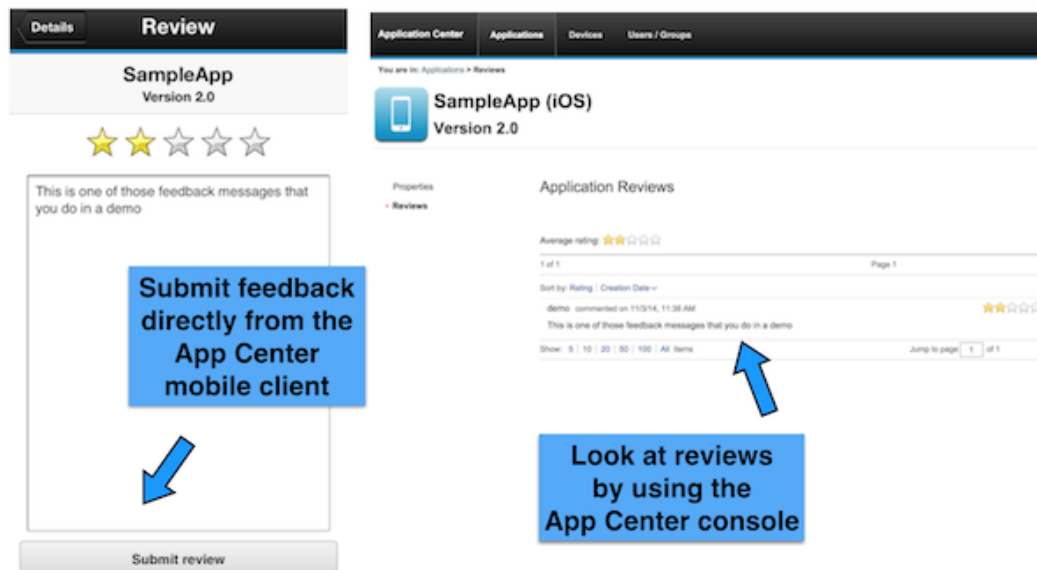 Details
Review
SampleApp
Version 2.0
This is one of those feedback messages that
you do in a demo
Submit feedback
directly from the
App Center
mobile client
Submit review
Application Center Applications Devices Users / Groups
You are in: Applications > Reviews
SampleApp (iOS)
Version 2.0
Properties
Reviews
Application Reviews
Average rating:
1 of 1 Page 1
Sort by: Rating | Creation Date
demo commented on 11/3/14, 11:38 AM
This is one of those feedback messages that you do in a demo
Show: 5 | 10 | 20 | 50 | 100 | All items Jump to page 1 of 1
Look at reviews
by using the
App Center console